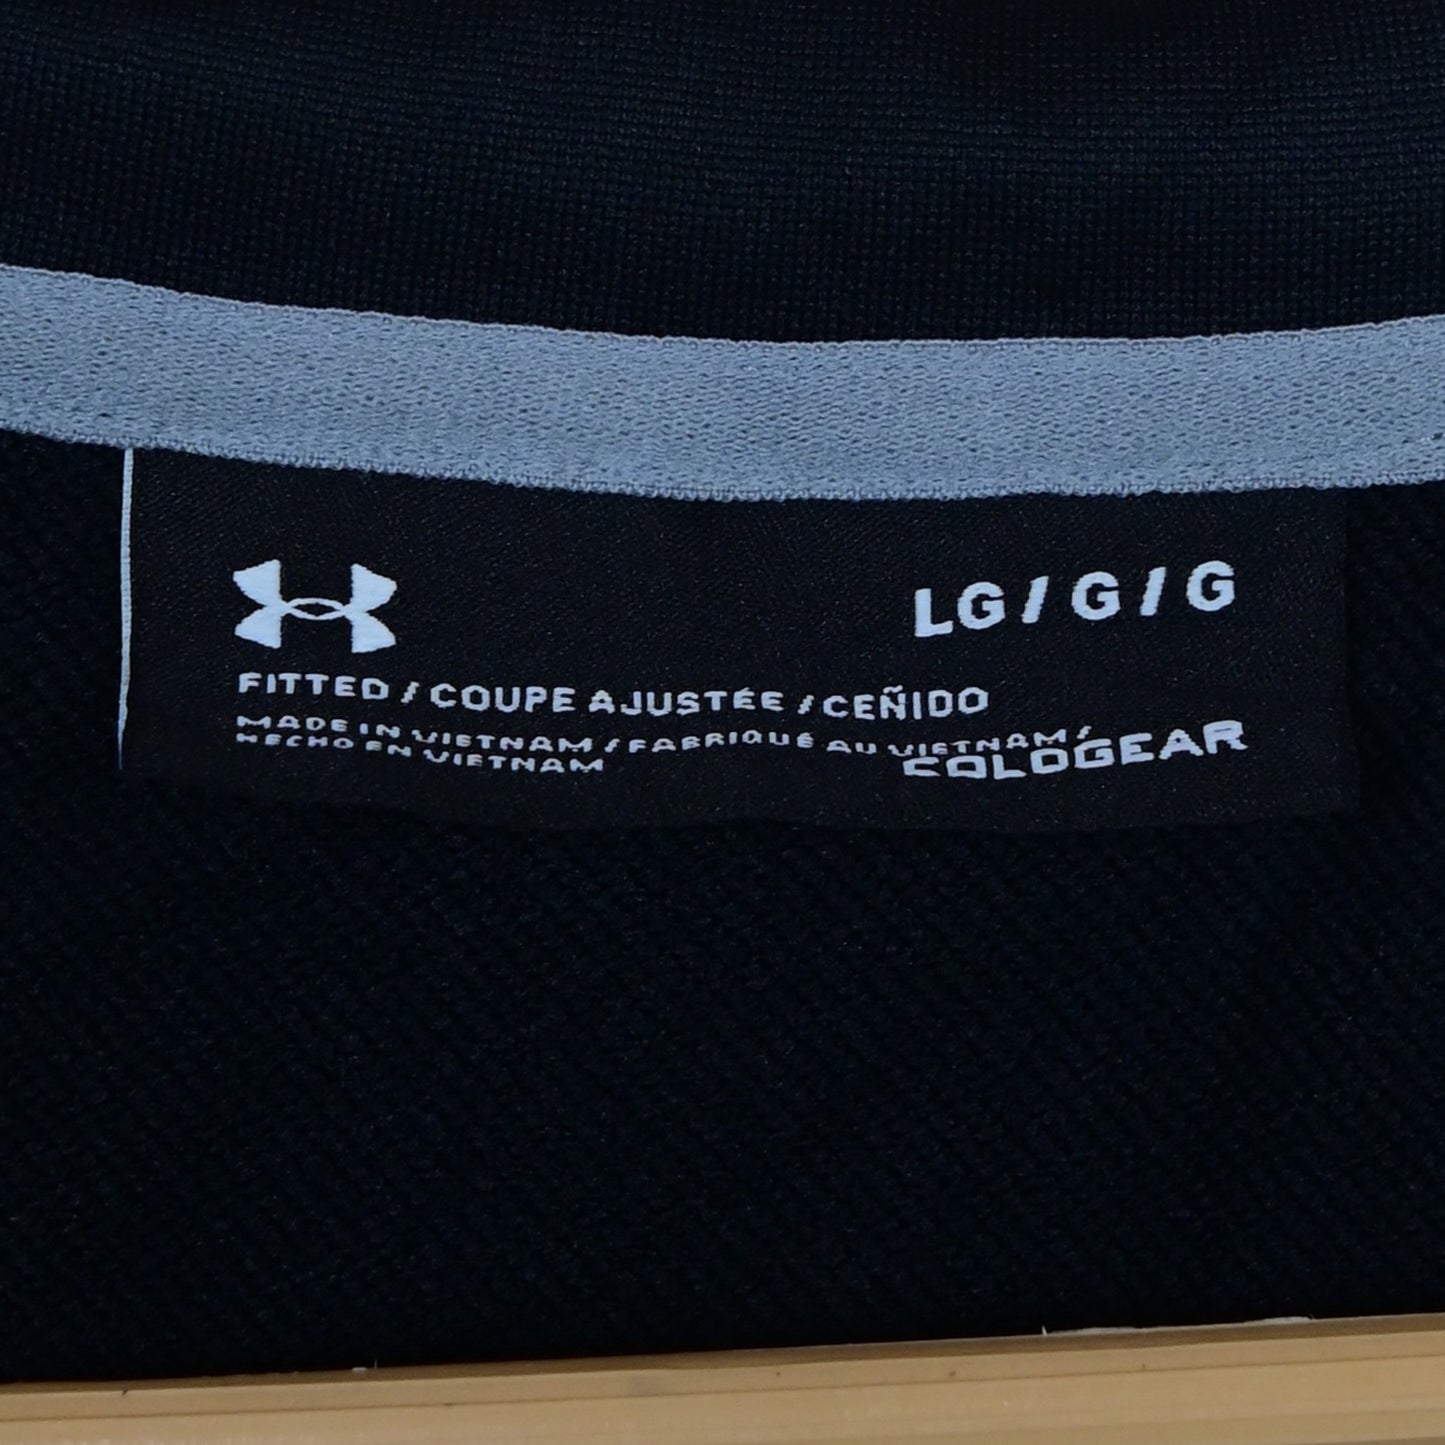 LG / G / G
FITTED / COUPE AJUSTÉE / CEÑIDO
MADE IN VIETNAM / FABRIQUÉ AU VIETNAM /
HECHO EN VIETNAM
COLDGEAR